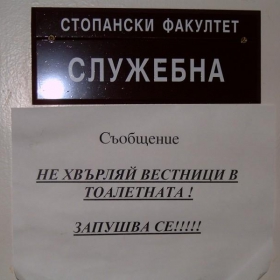 СТОПАНСКИ ФАКУЛТЕТ
СЛУЖЕБНА
Съобщение
НЕ ХВЪРЛЯЙ ВЕСТНИЦИ В
ТОАЛЕТНАТА !
ЗАПУШВА СЕ!!!!!